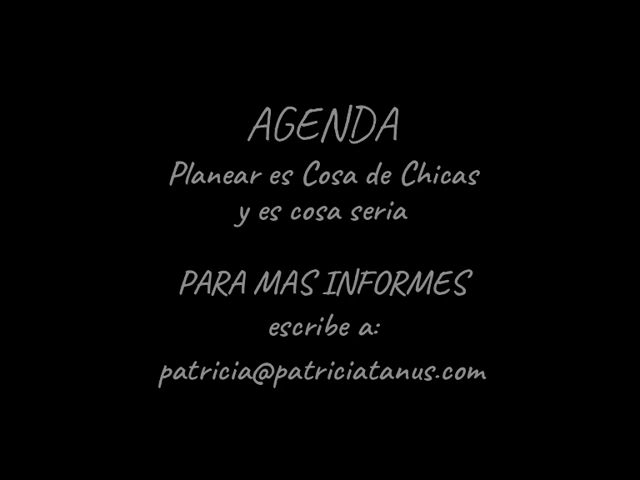 AGENDA
Planear es Cosa de Chicas
y es cosa seria
PARA MAS INFORMES
escribe a:
patricia@patriciatanus.com